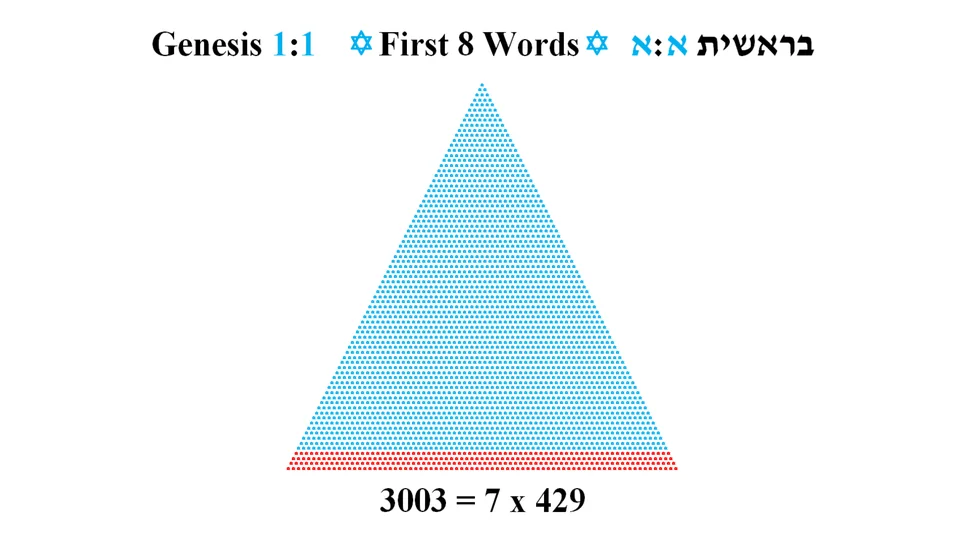 Genesis 1:1 ✡ First 8 Words ✡ בראשית א:א
3003 = 7 x 429